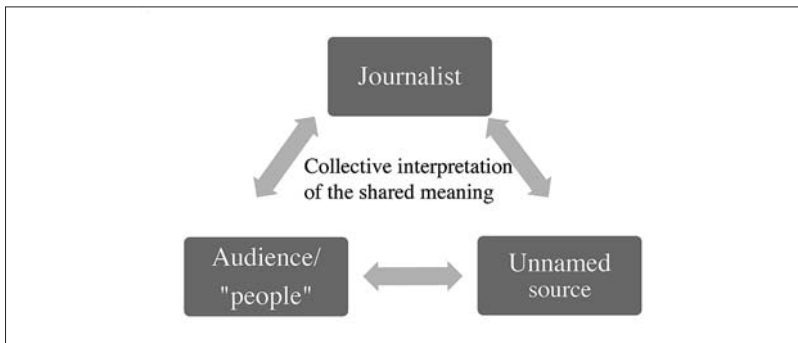 Journalist
Collective interpretation
of the shared meaning
Audience/
"people"
Unnamed
source